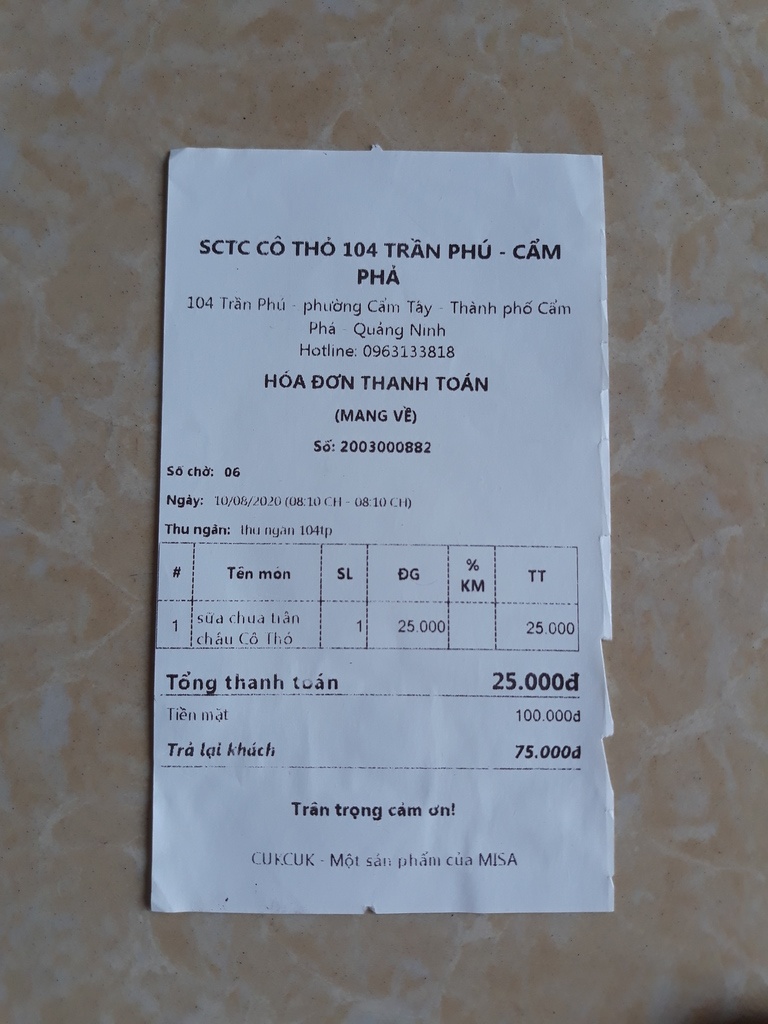 SCTC CÔ THỎ 104 TRẦN PHÚ - CẨM
PHẢ
104 Trần Phú - phường Cẩm Tây - Thành phố Cẩm
Phả - Quảng Ninh
Hotline: 0963133818
HÓA ĐƠN THANH TOÁN
(MANG VỀ)
Số: 2003000882
Số chờ: 06
Ngày: 10/08/2020 (08:10 CH - 08:10 CH)
Thu ngân: thu ngân 104tp
# Tên món SL ĐG % KM TT
1 sữa chua trân châu Cô Thỏ 1 25.000 25.000
Tổng thanh toán 25.000đ
Tiền mặt 100.000đ
Trả lại khách 75.000đ
Trân trọng cảm ơn!
CUKCUK - Một sản phẩm của MISA